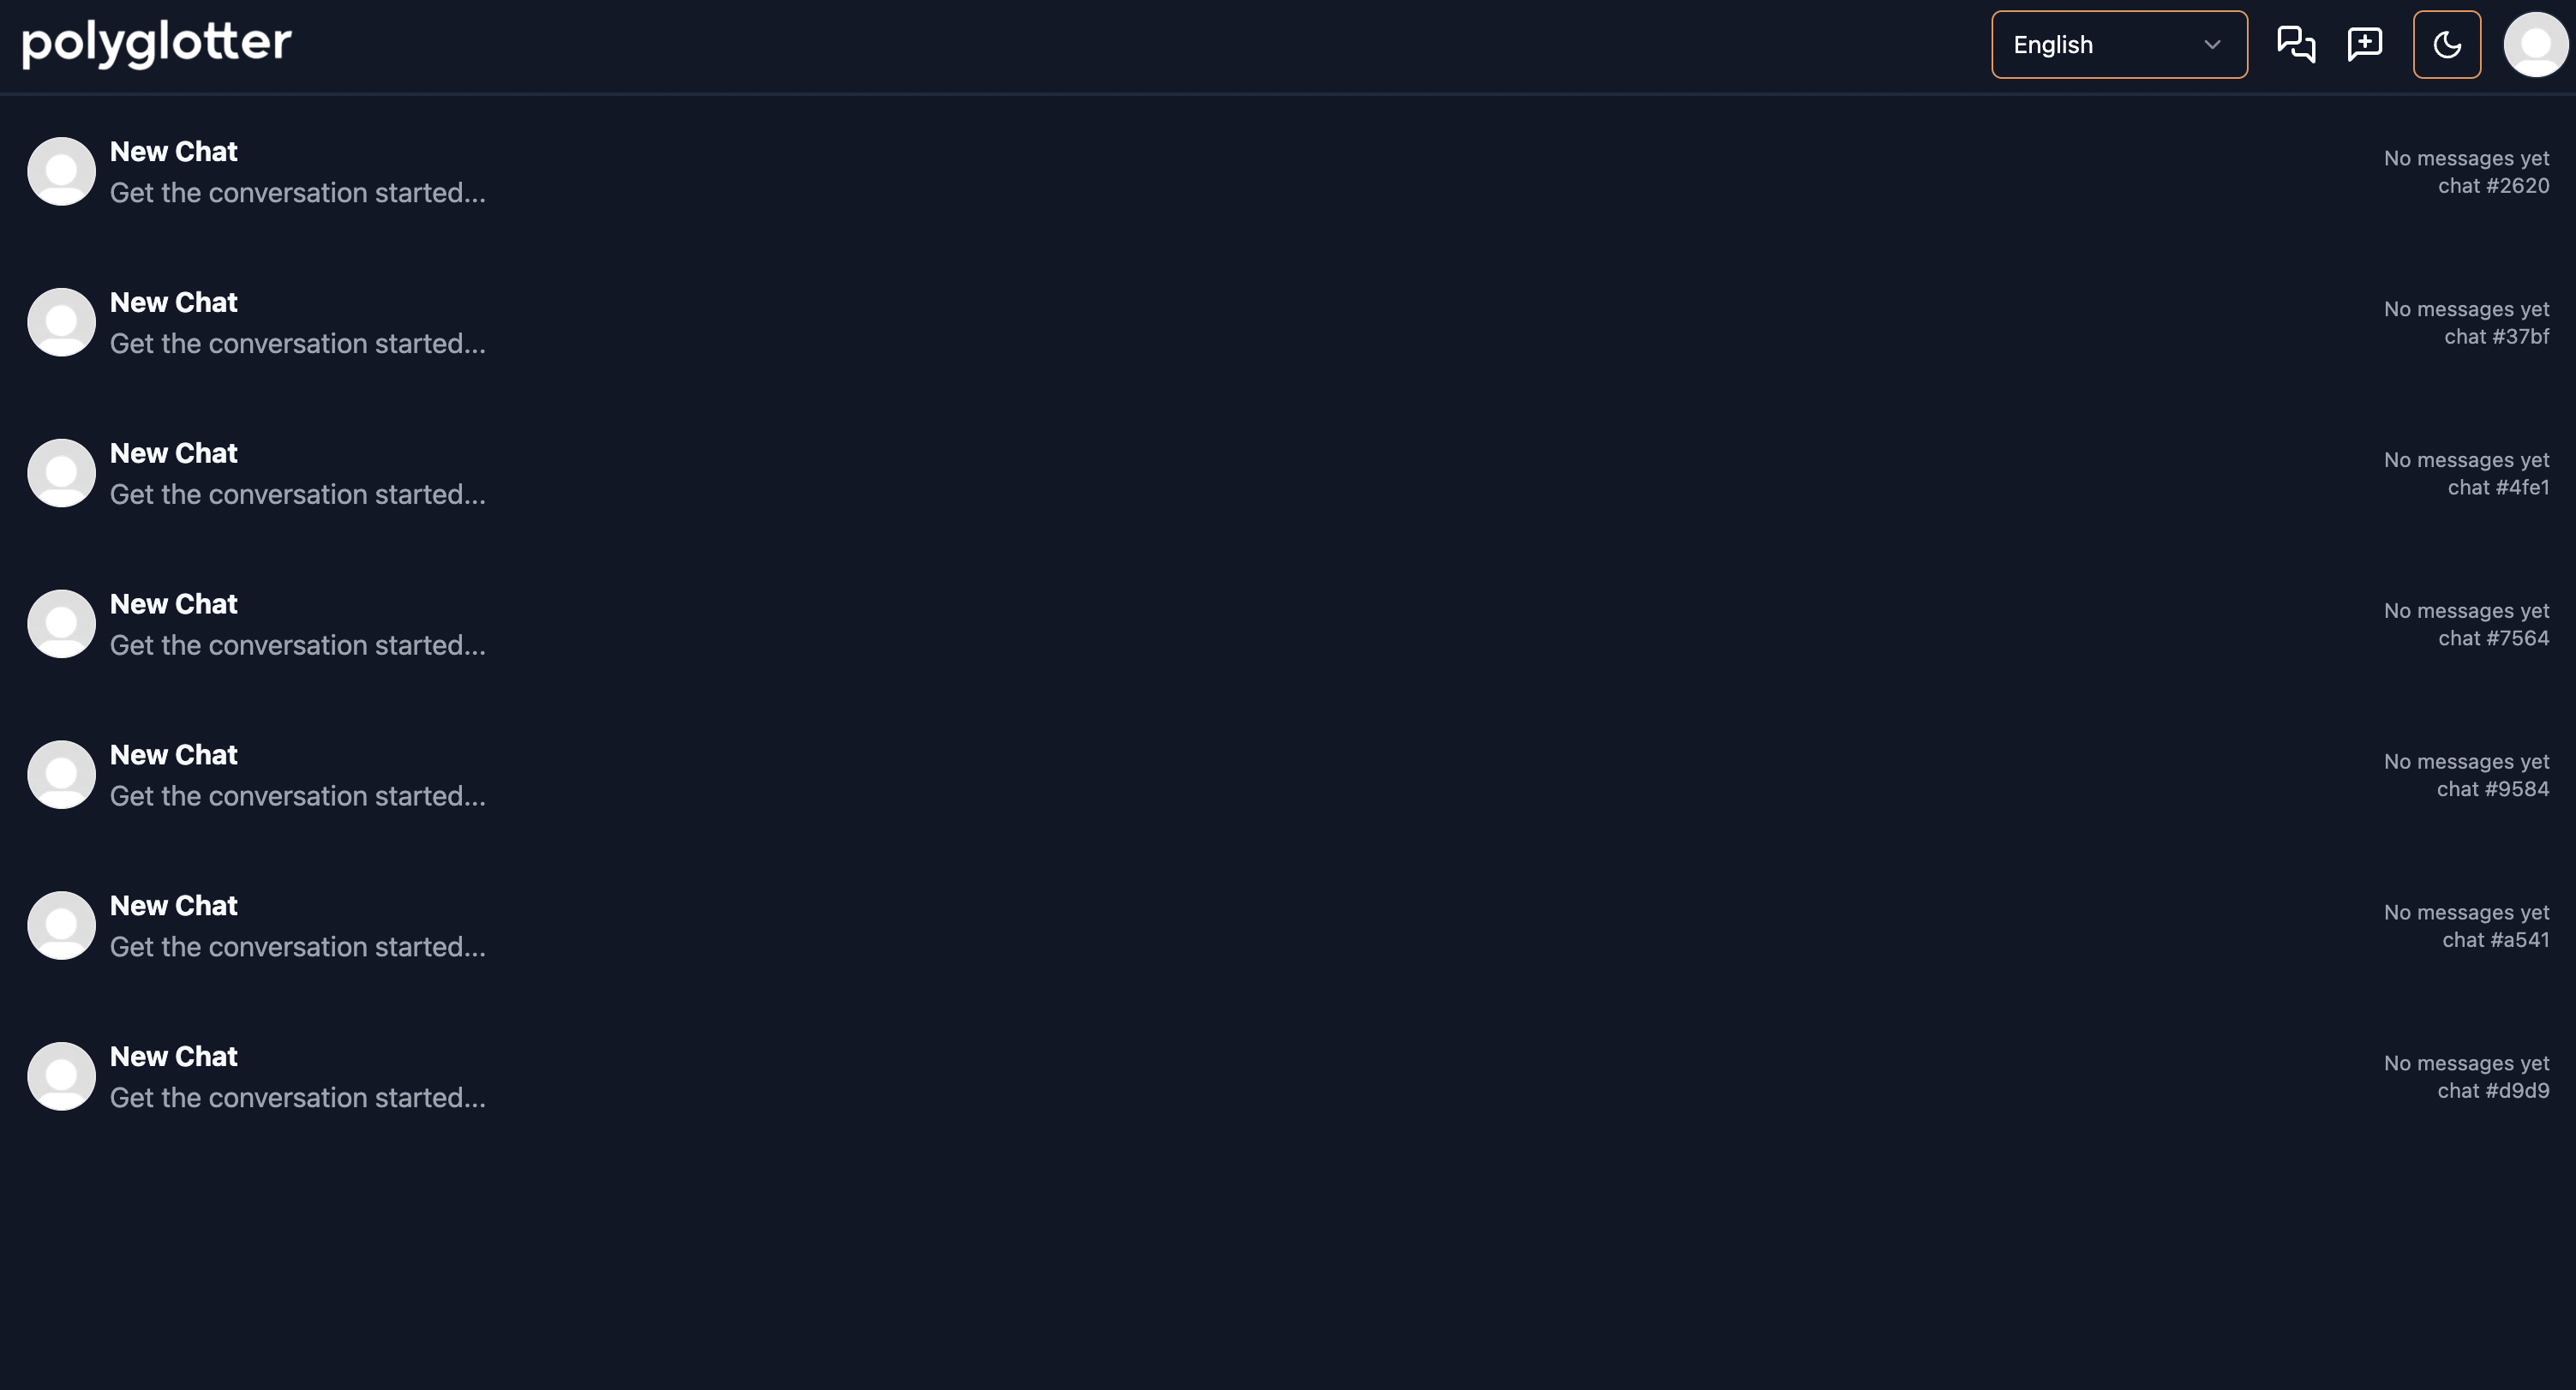 polyglotter
English
New Chat
Get the conversation started...
No messages yet
chat #2620
New Chat
Get the conversation started...
No messages yet
chat #37bf
New Chat
Get the conversation started...
No messages yet
chat #4fe1
New Chat
Get the conversation started...
No messages yet
chat #7564
New Chat
Get the conversation started...
No messages yet
chat #9584
New Chat
Get the conversation started...
No messages yet
chat #a541
New Chat
Get the conversation started...
No messages yet
chat #d9d9